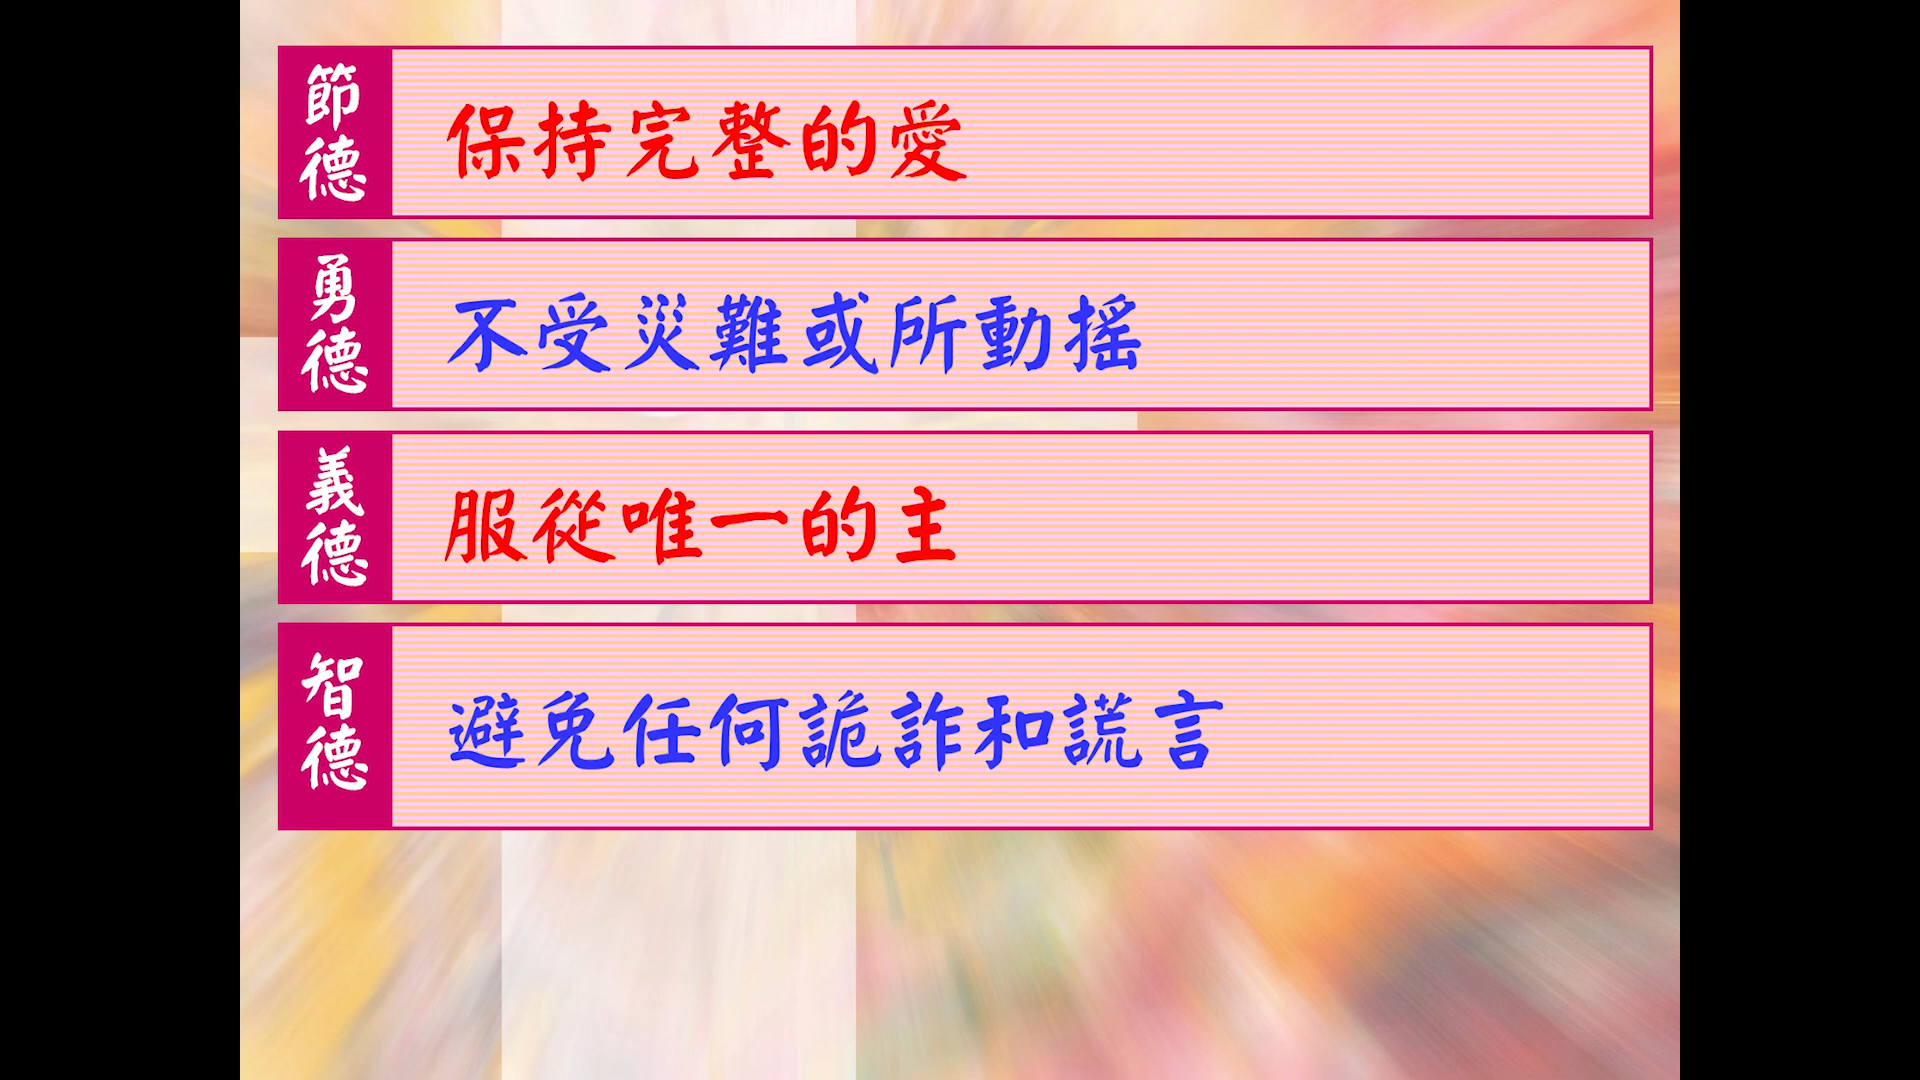 節德
保持完整的愛
勇德
不受災難或所動搖
義德
服從唯一的主
智德
避免任何詭詐和謊言